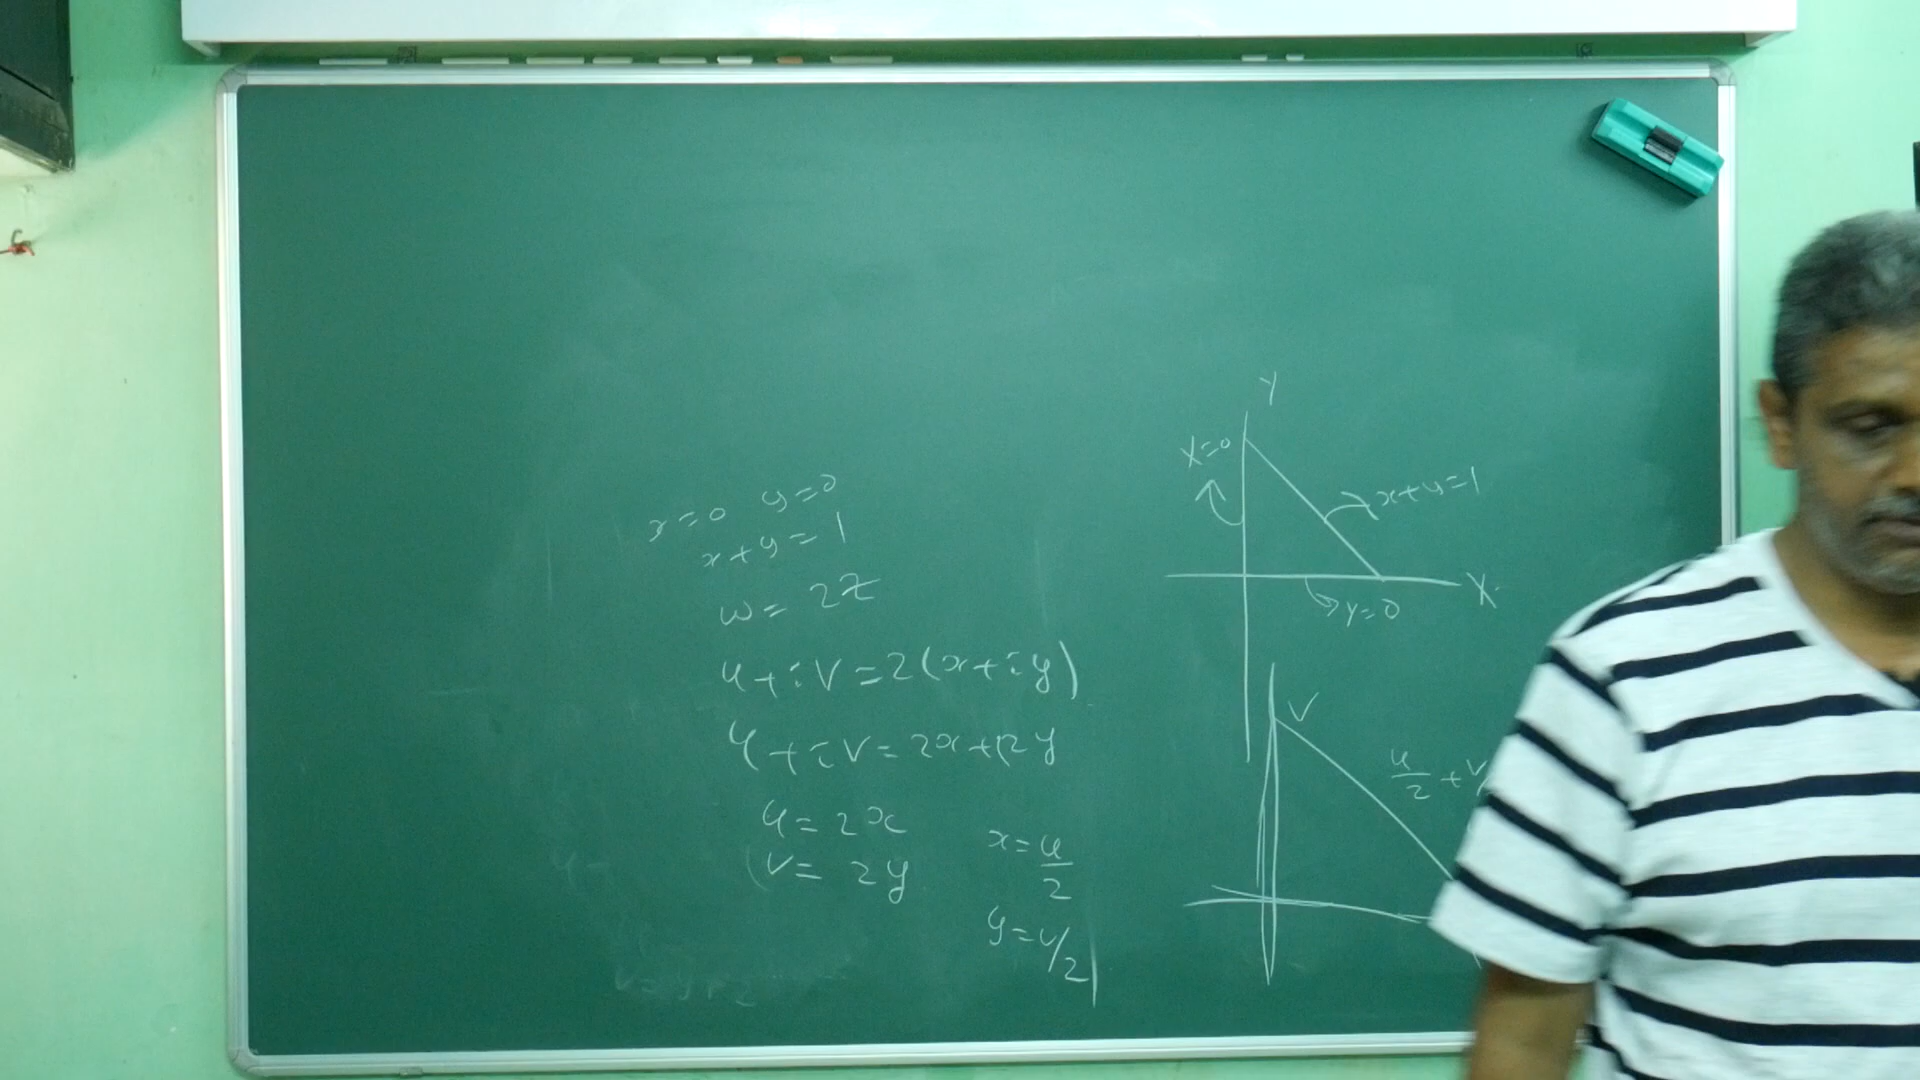 x=0 y=0
x+y=1
w=2z
u+iv=2(x+iy)
u+iv=2x+i2y
u=2x
v=2y
x=u/2
y=v/2
Y
X=0
x+y=1
X
Y=0
V
u/2+v